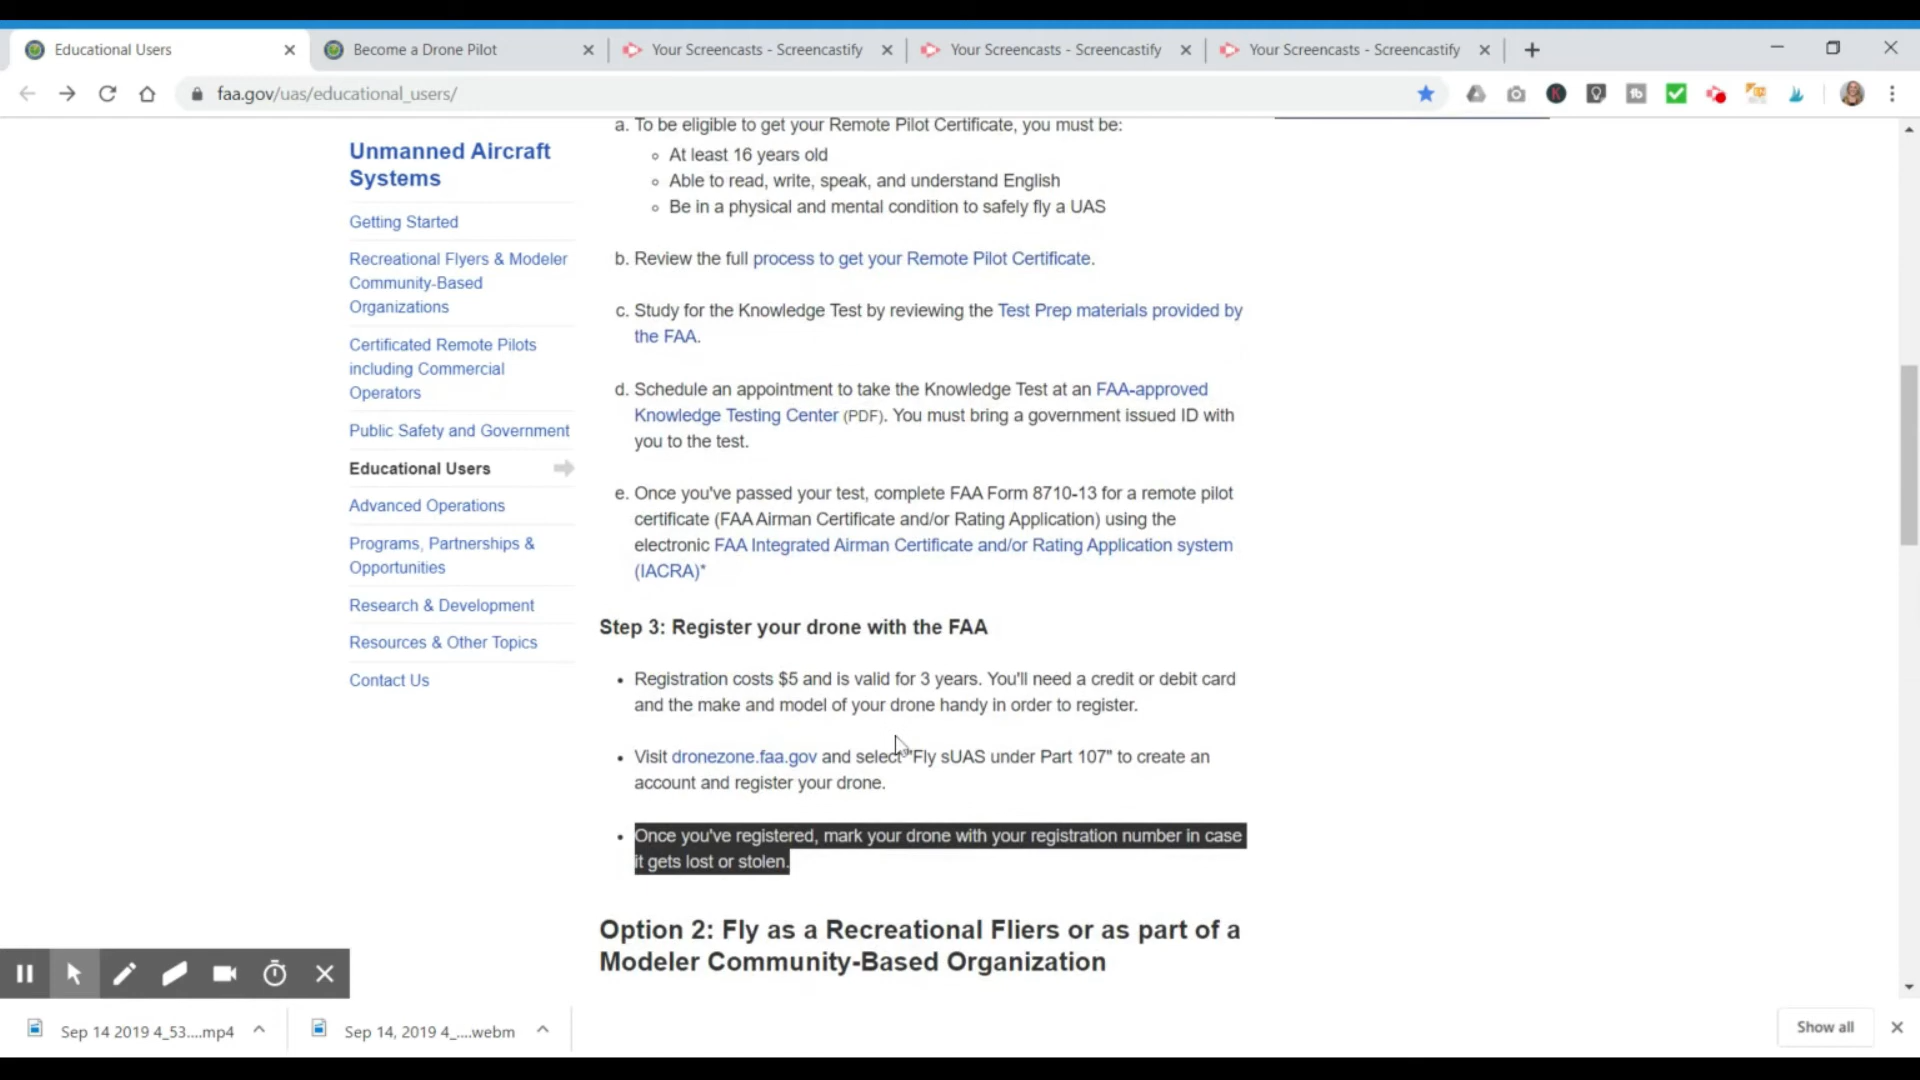 Educational Users
Become a Drone Pilot
Your Screencasts - Screencastify
Your Screencasts - Screencastify
Your Screencasts - Screencastify
faa.gov/uas/educational_users/
Unmanned Aircraft
Systems
Getting Started
Recreational Flyers & Modeler
Community-Based
Organizations
Certificated Remote Pilots
including Commercial
Operators
Public Safety and Government
Educational Users
Advanced Operations
Programs, Partnerships &
Opportunities
Research & Development
Resources & Other Topics
Contact Us
a. To be eligible to get your Remote Pilot Certificate, you must be:
At least 16 years old
Able to read, write, speak, and understand English
Be in a physical and mental condition to safely fly a UAS
b. Review the full process to get your Remote Pilot Certificate.
c. Study for the Knowledge Test by reviewing the Test Prep materials provided by
the FAA.
d. Schedule an appointment to take the Knowledge Test at an FAA-approved
Knowledge Testing Center (PDF). You must bring a government issued ID with
you to the test.
e. Once you've passed your test, complete FAA Form 8710-13 for a remote pilot
certificate (FAA Airman Certificate and/or Rating Application) using the
electronic FAA Integrated Airman Certificate and/or Rating Application system
(IACRA)*
Step 3: Register your drone with the FAA
Registration costs $5 and is valid for 3 years. You'll need a credit or debit card
and the make and model of your drone handy in order to register.
Visit dronezone.faa.gov and select "Fly sUAS under Part 107" to create an
account and register your drone.
Once you've registered, mark your drone with your registration number in case
it gets lost or stolen.
Option 2: Fly as a Recreational Fliers or as part of a
Modeler Community-Based Organization
Sep 14 2019 4_53....mp4
Sep 14, 2019 4_....webm
Show all